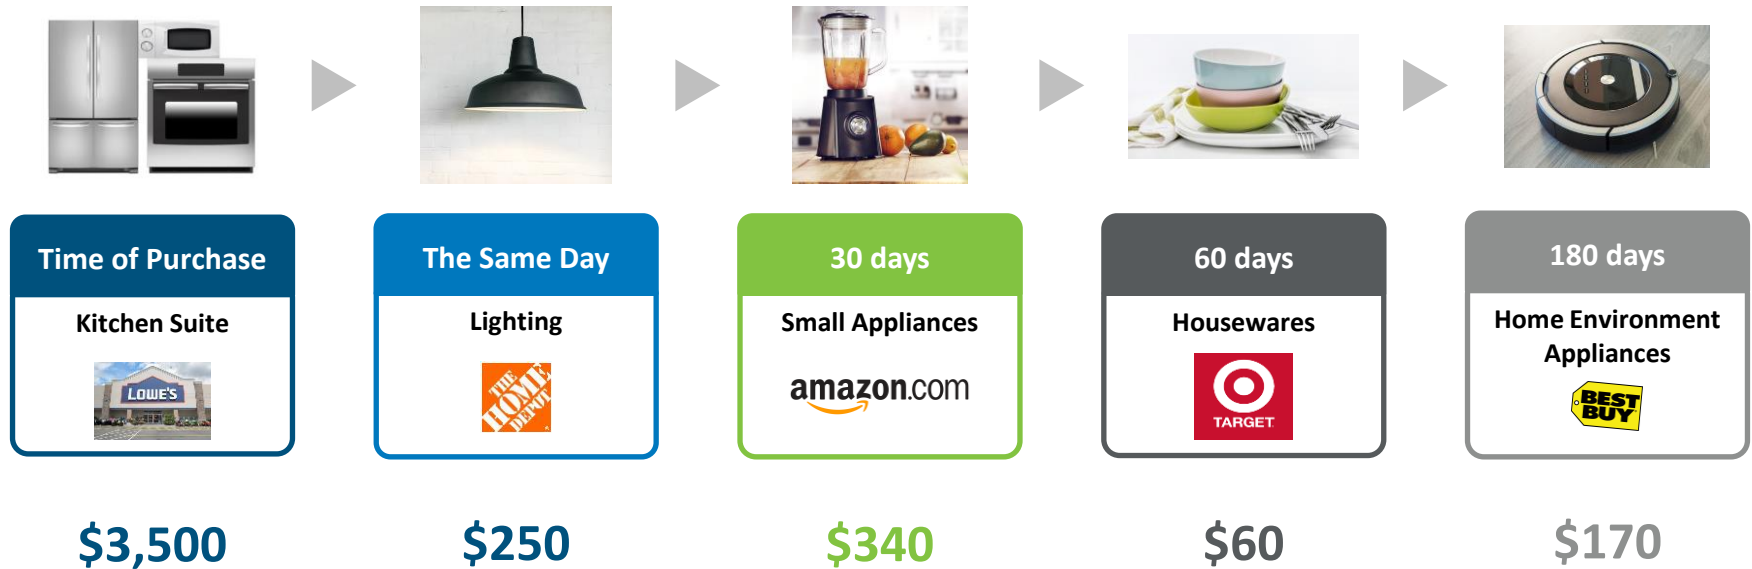 Time of Purchase
The Same Day
30 days
60 days
180 days
Kitchen Suite
Lighting
Small Appliances
Housewares
Home Environment
Appliances
LOWE'S
THE
HOME
DEPOT
amazon.com
TARGET
BEST
BUY
$3,500
$250
$340
$60
$170